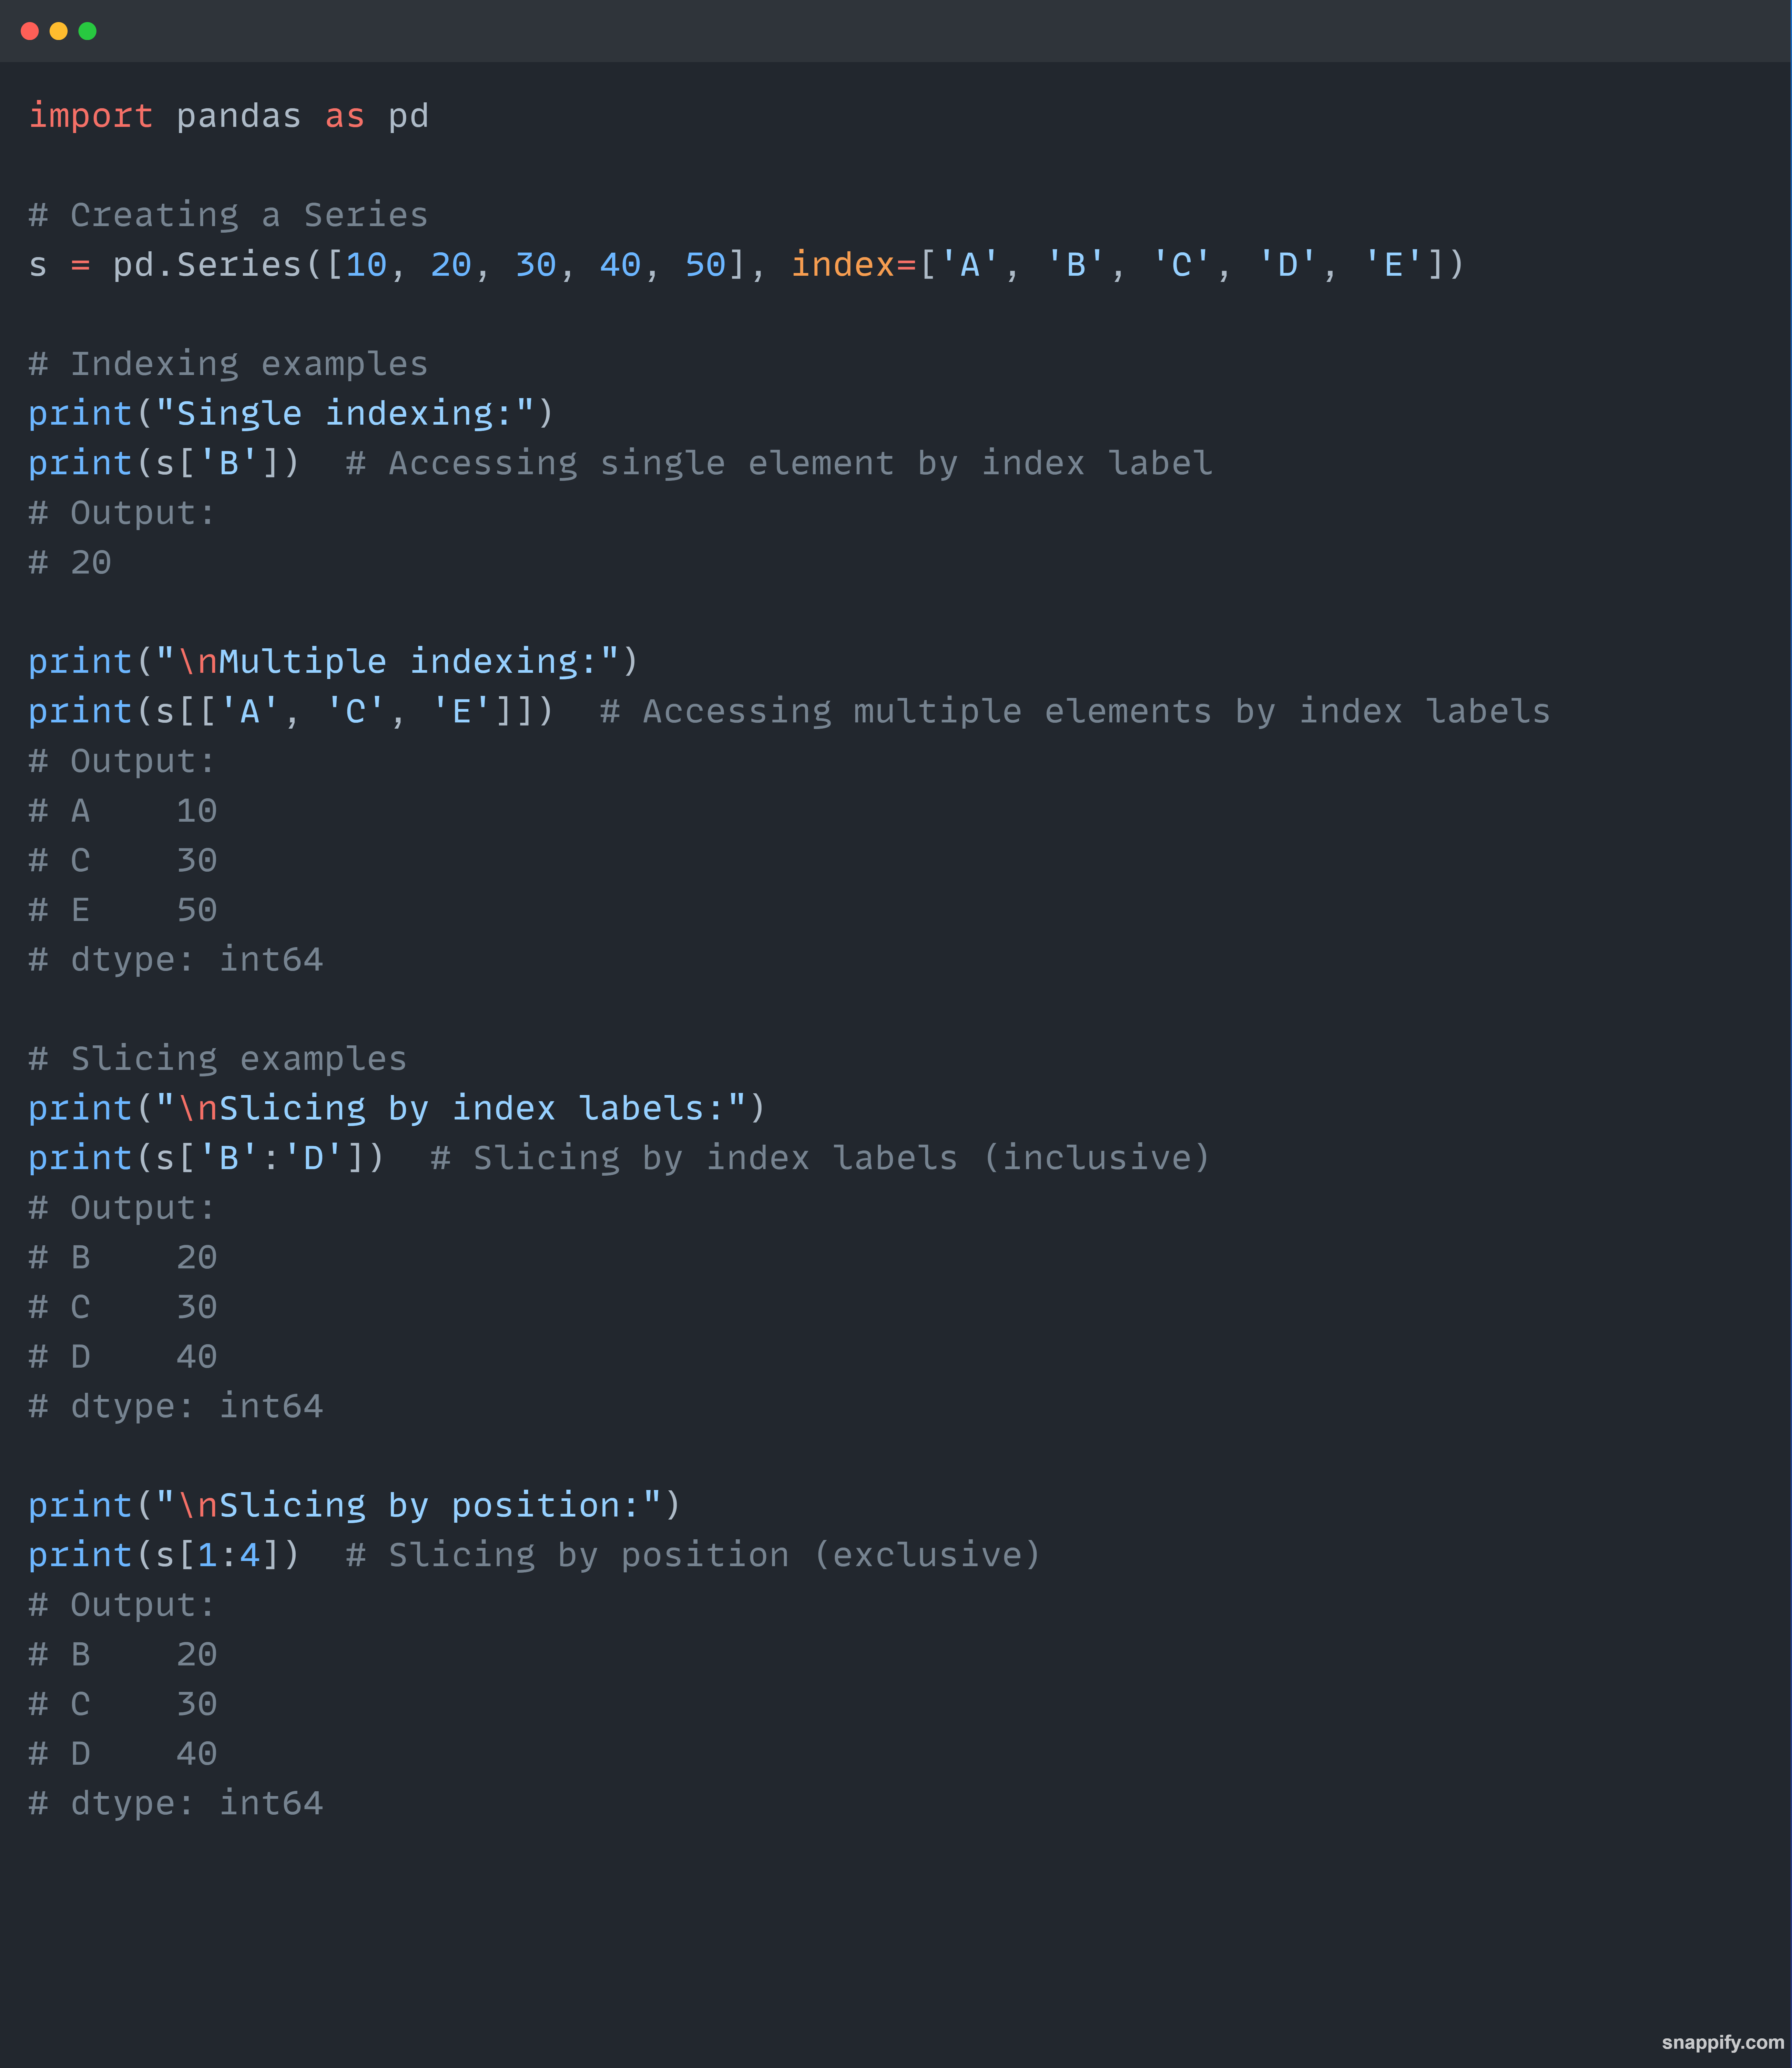 import pandas as pd
# Creating a Series
s = pd.Series([10, 20, 30, 40, 50], index=['A', 'B', 'C', 'D', 'E'])
# Indexing examples
print("Single indexing:")
print(s['B'])  # Accessing single element by index label
# Output:
# 20
print("\nMultiple indexing:")
print(s[['A', 'C', 'E']])  # Accessing multiple elements by index labels
# Output:
# A    10
# C    30
# E    50
# dtype: int64
# Slicing examples
print("\nSlicing by index labels:")
print(s['B':'D'])  # Slicing by index labels (inclusive)
# Output:
# B    20
# C    30
# D    40
# dtype: int64
print("\nSlicing by position:")
print(s[1:4])  # Slicing by position (exclusive)
# Output:
# B    20
# C    30
# D    40
# dtype: int64
snappify.com